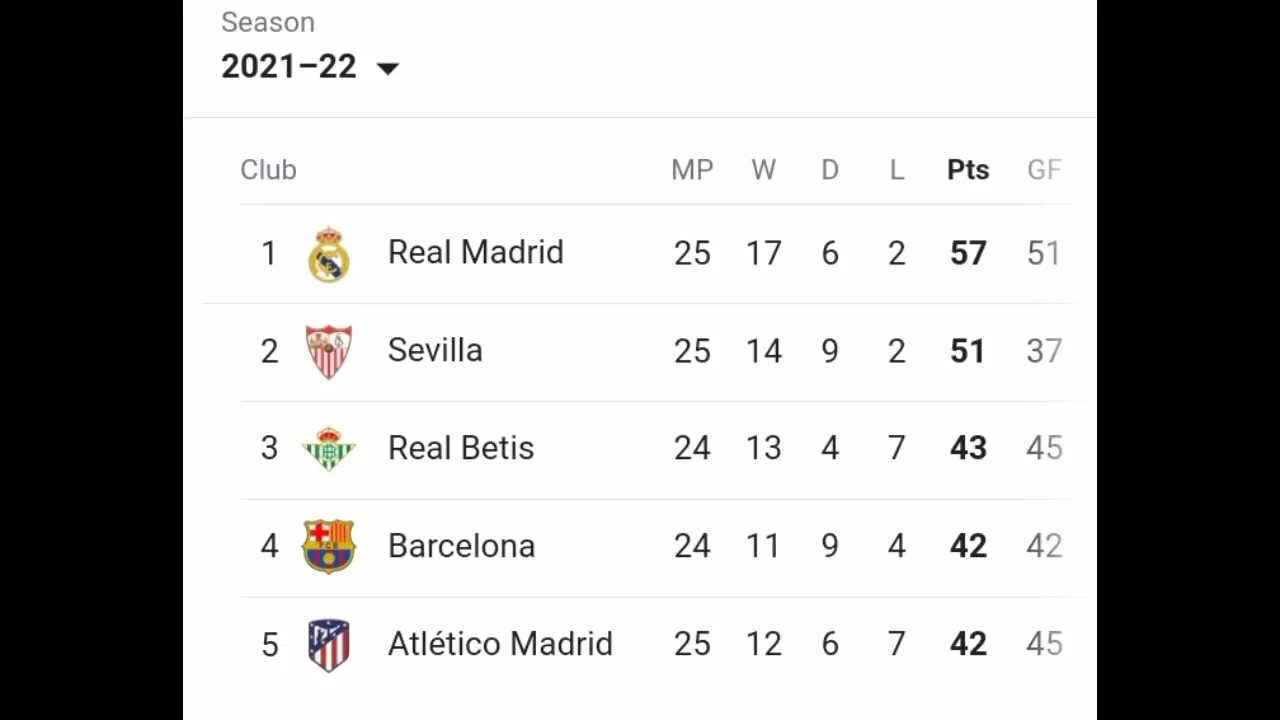 Season
2021–22
Club MP W D L Pts GF
1 Real Madrid 25 17 6 2 57 51
2 Sevilla 25 14 9 2 51 37
3 Real Betis 24 13 4 7 43 45
4 Barcelona 24 11 9 4 42 42
5 Atlético Madrid 25 12 6 7 42 45